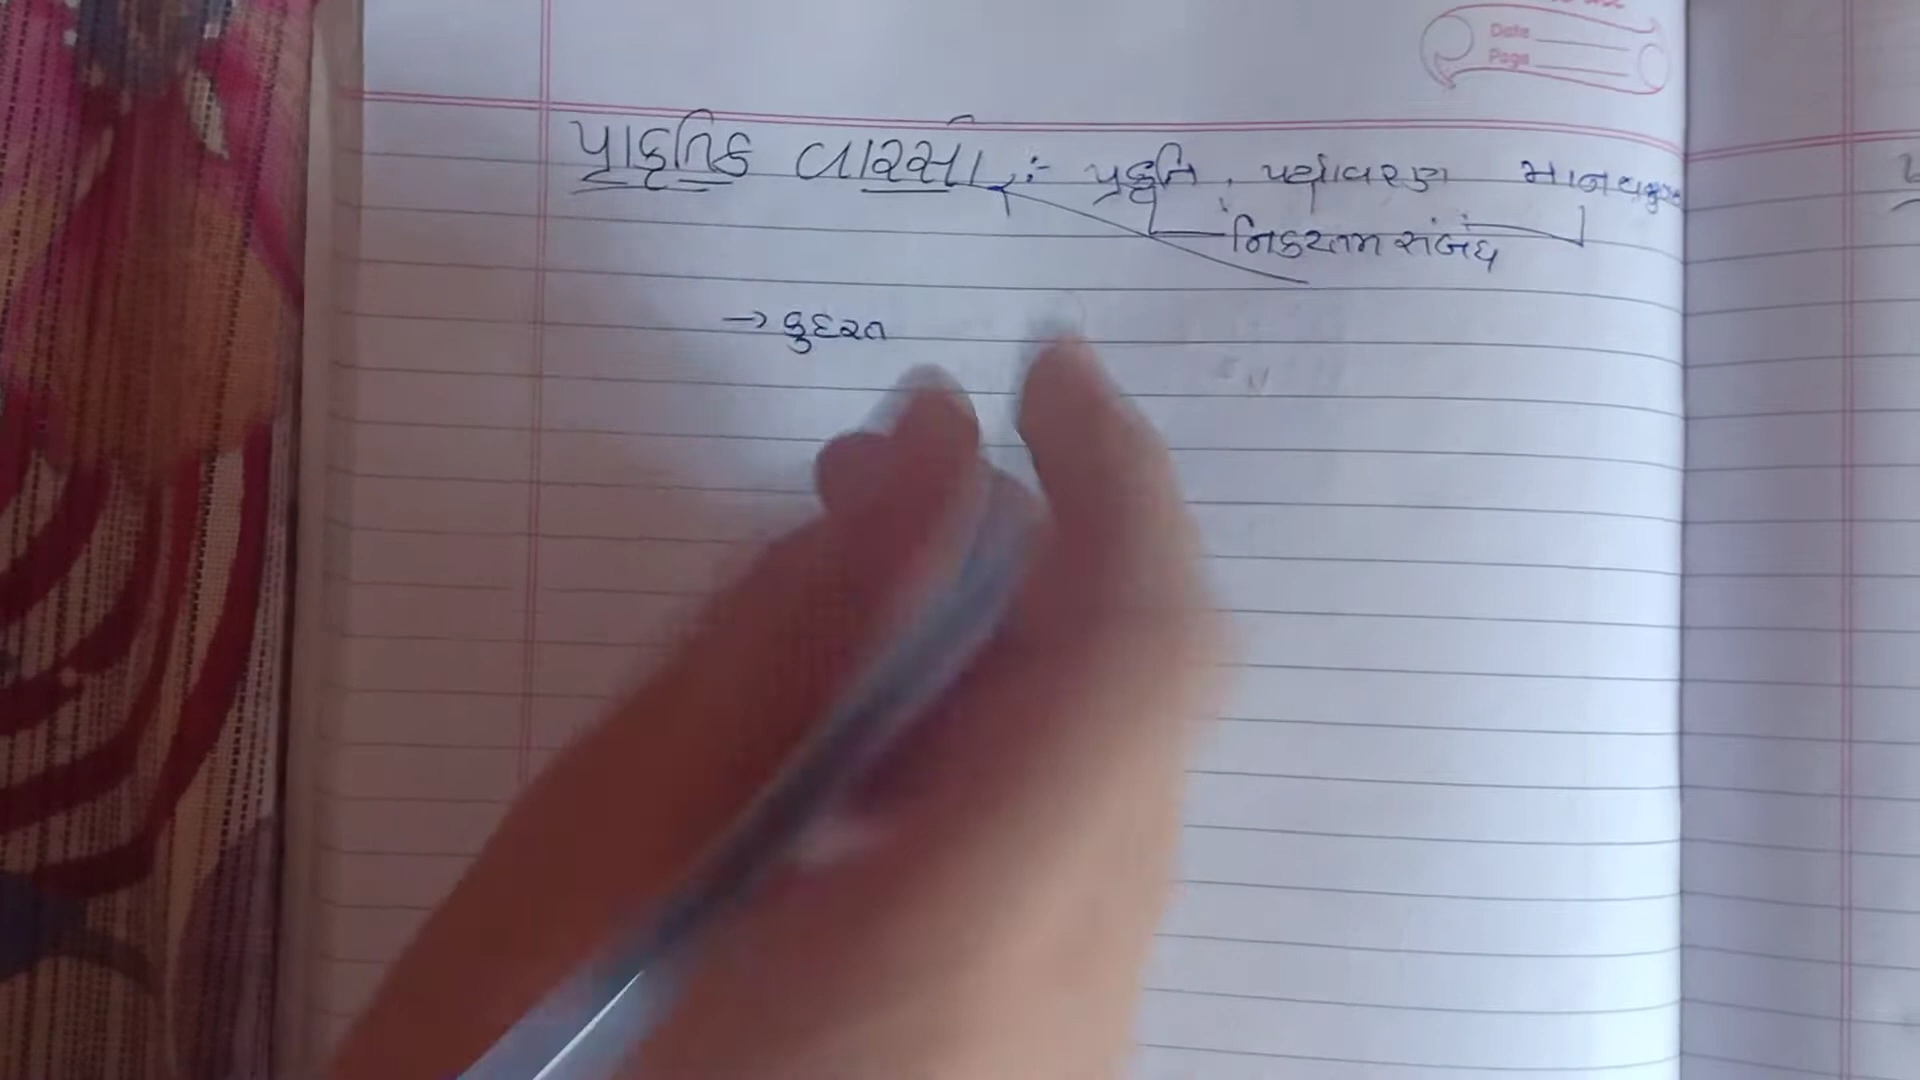 Date
Page
પ્રાકૃતિક વારસો :- પ્રકૃતિ, પર્યાવરણ
નિકટતમ સંબંધ
→ કુદરત